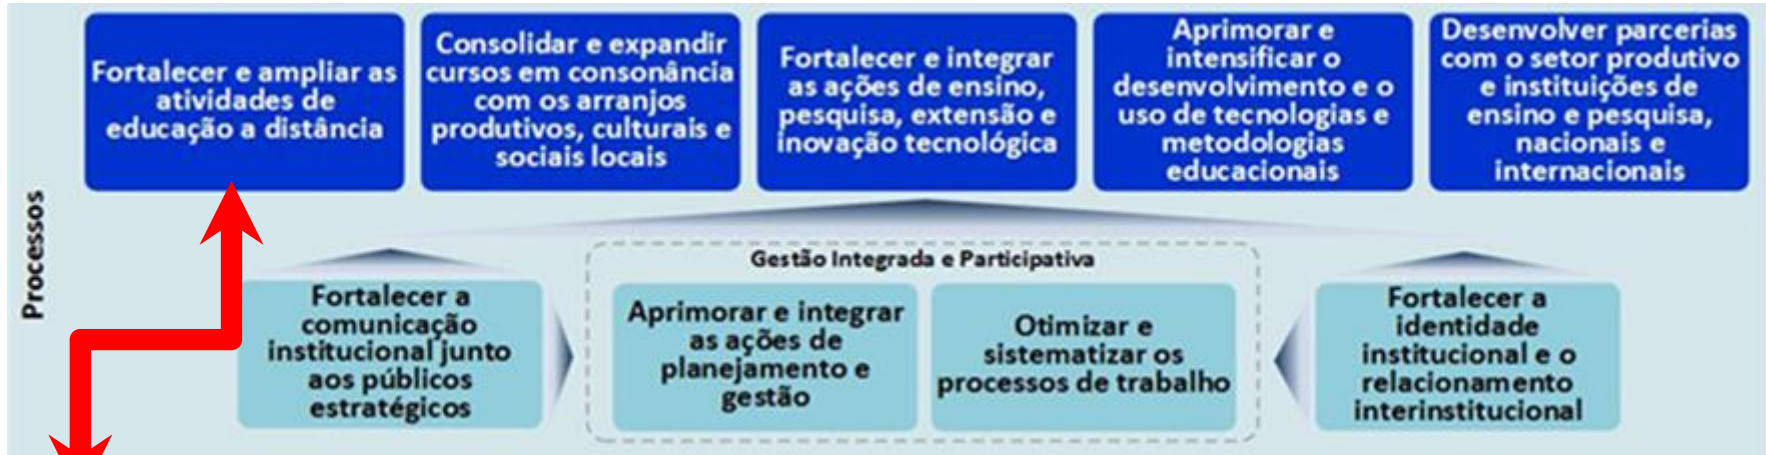 Fortalecer e ampliar as
atividades de
educação a distância
Consolidar e expandir
cursos em consonância
com os arranjos
produtivos, culturais e
sociais locais
Fortalecer e integrar
as ações de ensino,
pesquisa, extensão e
inovação tecnológica
Aprimorar e
intensificar o
desenvolvimento e o
uso de tecnologias e
metodologias
educacionais
Desenvolver parcerias
com o setor produtivo
e instituições de
ensino e pesquisa,
nacionais e
internacionais
Processos
Fortalecer a
comunicação
institucional junto
aos públicos
estratégicos
Gestão Integrada e Participativa
Aprimorar e integrar
as ações de
planejamento e
gestão
Otimizar e
sistematizar os
processos de trabalho
Fortalecer a
identidade
institucional e o
relacionamento
interinstitucional